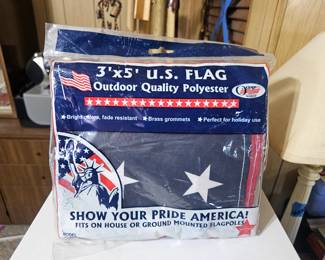 3'x5' U.S. FLAG
Outdoor Quality Polyester
★ Bright colors, fade resistant ★ Brass grommets ★ Perfect for holiday use
SHOW YOUR PRIDE AMERICA!
FITS ON HOUSE OR GROUND MOUNTED FLAGPOLES
MODEL